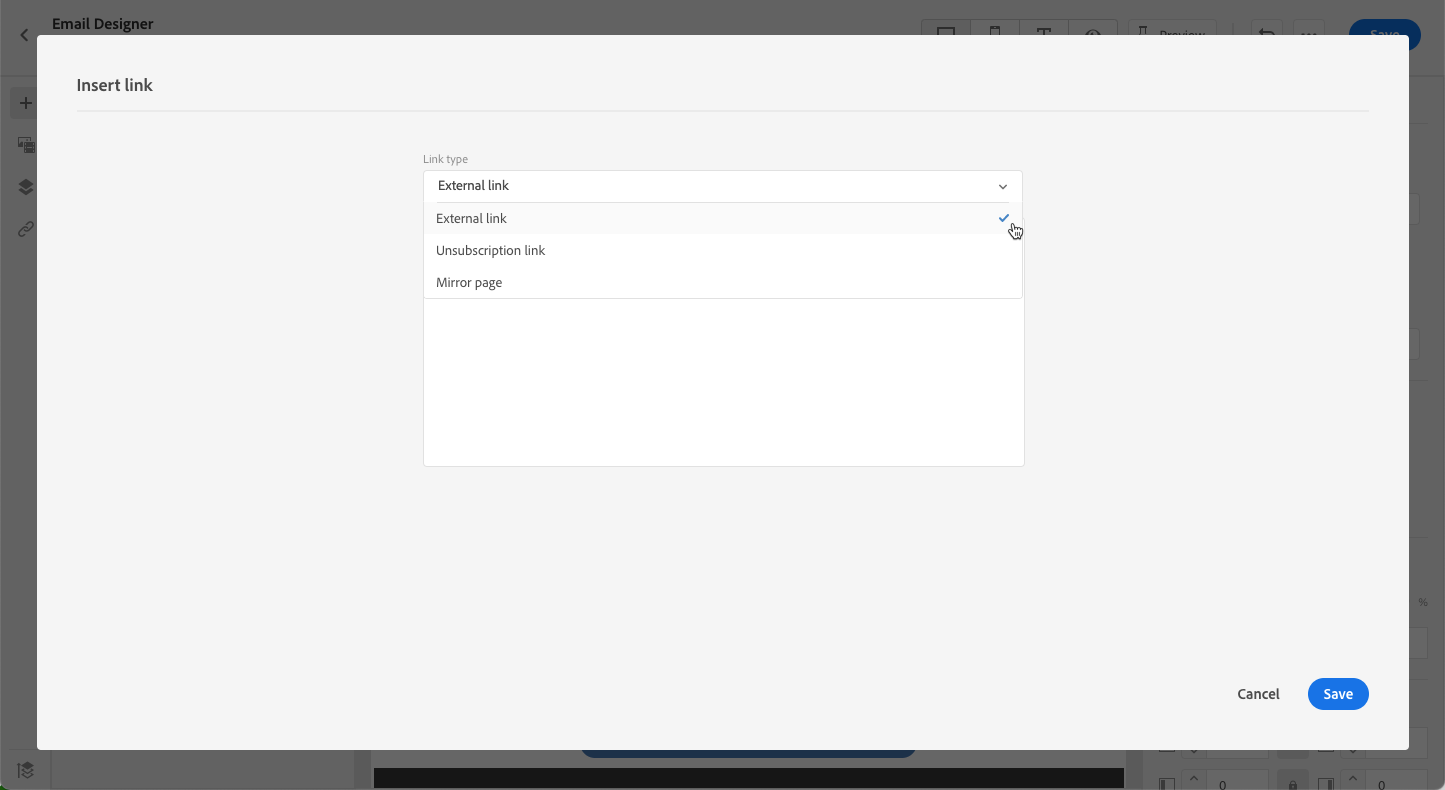 Email Designer
Preview
Save
Insert link
Link type
External link
External link
Unsubscription link
Mirror page
%
Cancel
Save
0
0